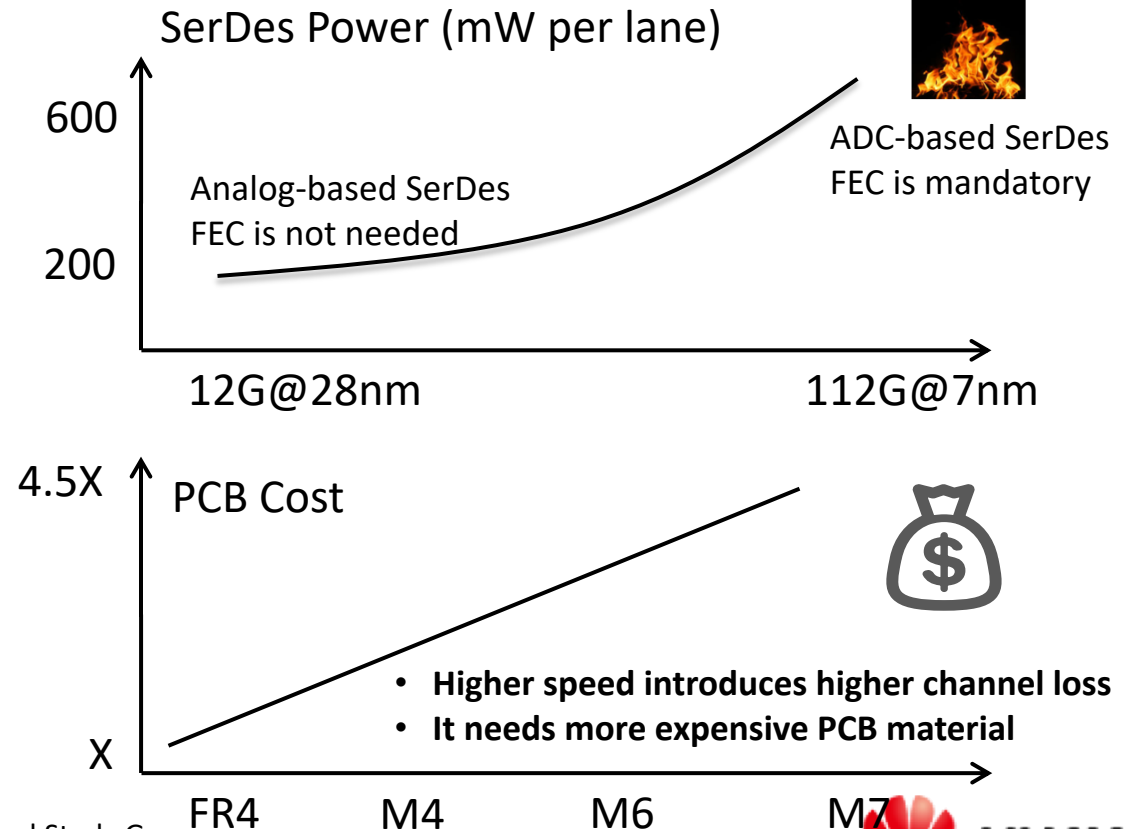 SerDes Power (mW per lane)
600
ADC-based SerDes
FEC is mandatory
Analog-based SerDes
FEC is not needed
200
12G@28nm
112G@7nm
4.5X
PCB Cost
$
• Higher speed introduces higher channel loss
• It needs more expensive PCB material
X
FR4
M4
M6
M7